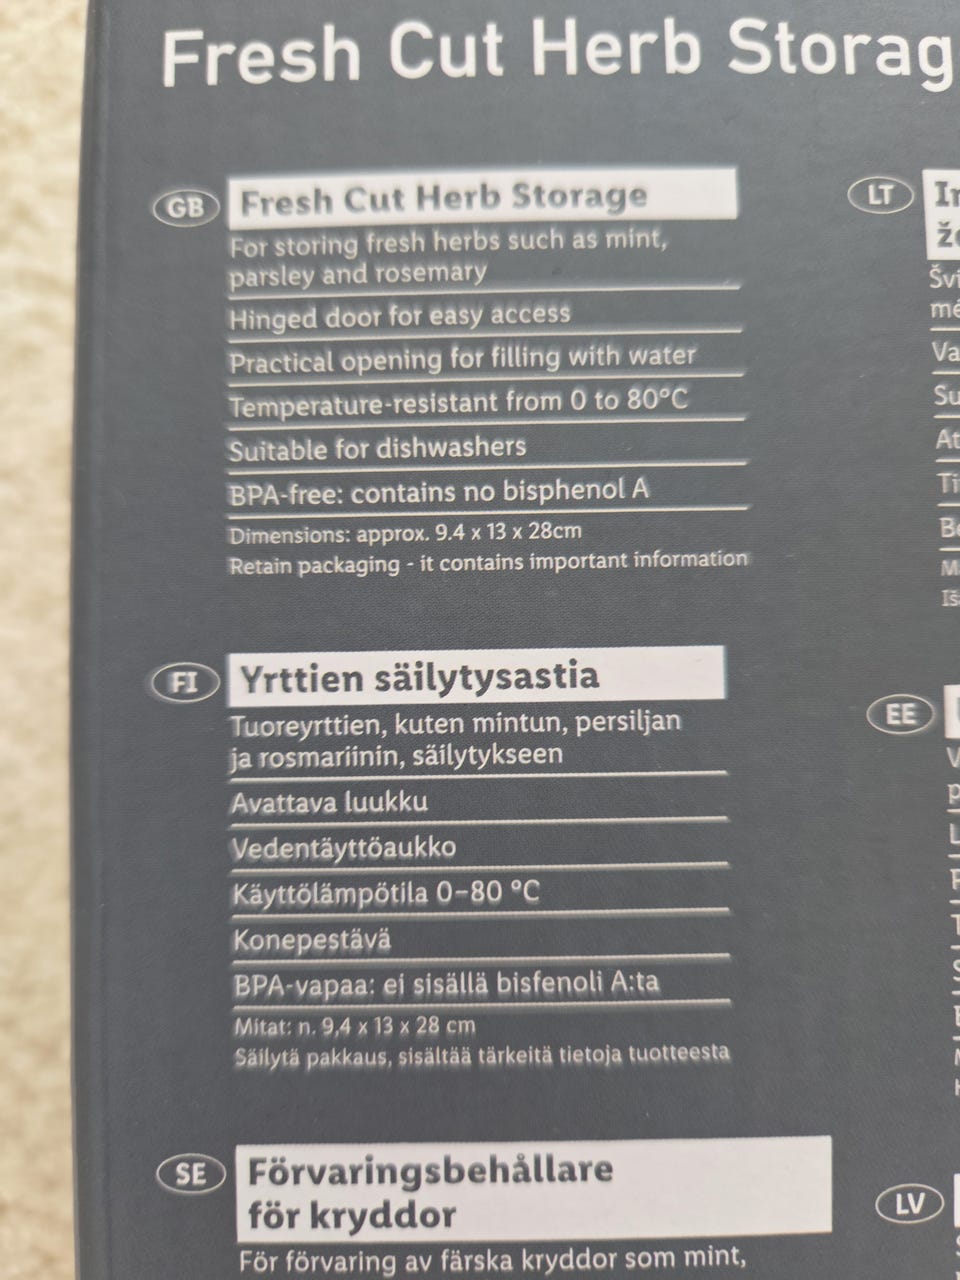 Fresh Cut Herb Storag
GB
Fresh Cut Herb Storage
For storing fresh herbs such as mint,
parsley and rosemary
Hinged door for easy access
Practical opening for filling with water
Temperature-resistant from 0 to 80°C
Suitable for dishwashers
BPA-free: contains no bisphenol A
Dimensions: approx. 9.4 x 13 x 28cm
Retain packaging - it contains important information
FI
Yrttien säilytysastia
Tuoreyrttien, kuten mintun, persiljan
ja rosmariinin, säilytykseen
Avattava luukku
Vedentäyttöaukko
Käyttölämpötila 0–80 °C
Konepestävä
BPA-vapaa: ei sisällä bisfenoli A:ta
Mitat: n. 9,4 x 13 x 28 cm
Säilytä pakkaus, sisältää tärkeitä tietoja tuotteesta
SE
Förvaringsbehållare
för kryddor
För förvaring av färska kryddor som mint,
LT
EE
LV